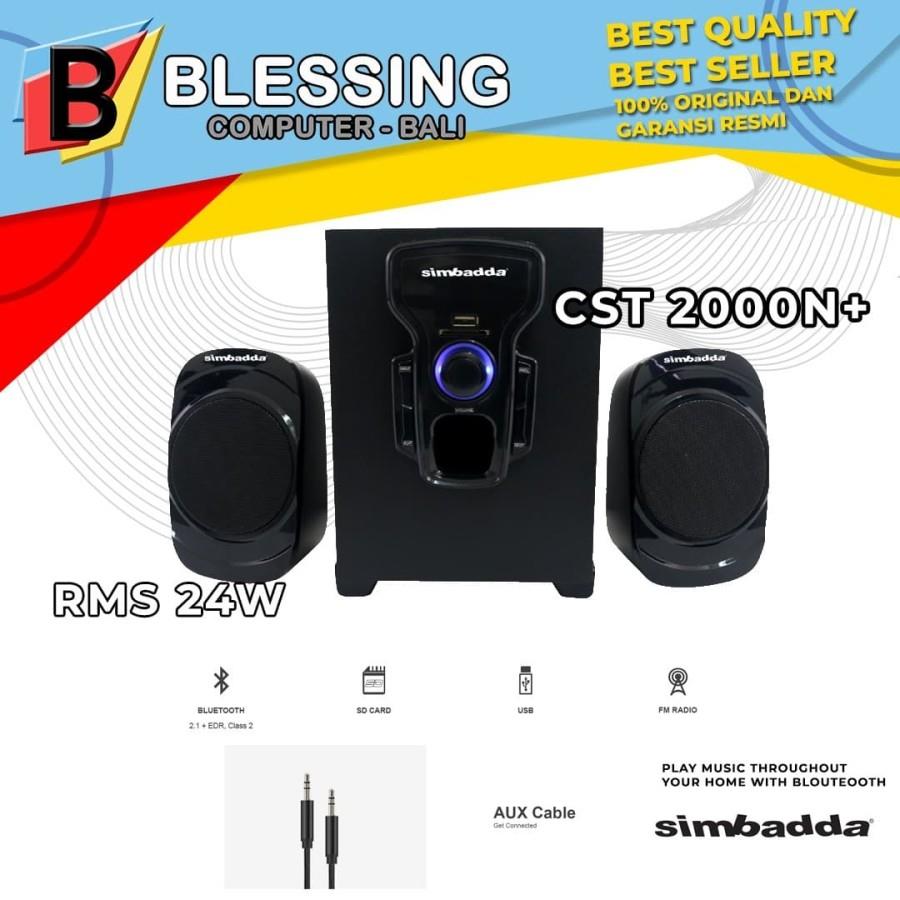 B BLESSING
COMPUTER - BALI
BEST QUALITY
BEST SELLER
100% ORIGINAL DAN
GARANSI RESMI
simbadda
CST 2000N+
simbadda
simbadda
VOLUME
RMS 24W
BLUETOOTH
2.1 + EDR, Class 2
SD CARD
USB
FM RADIO
AUX Cable
Get Connected
PLAY MUSIC THROUGHOUT
YOUR HOME WITH BLOUTEOOTH
simbadda